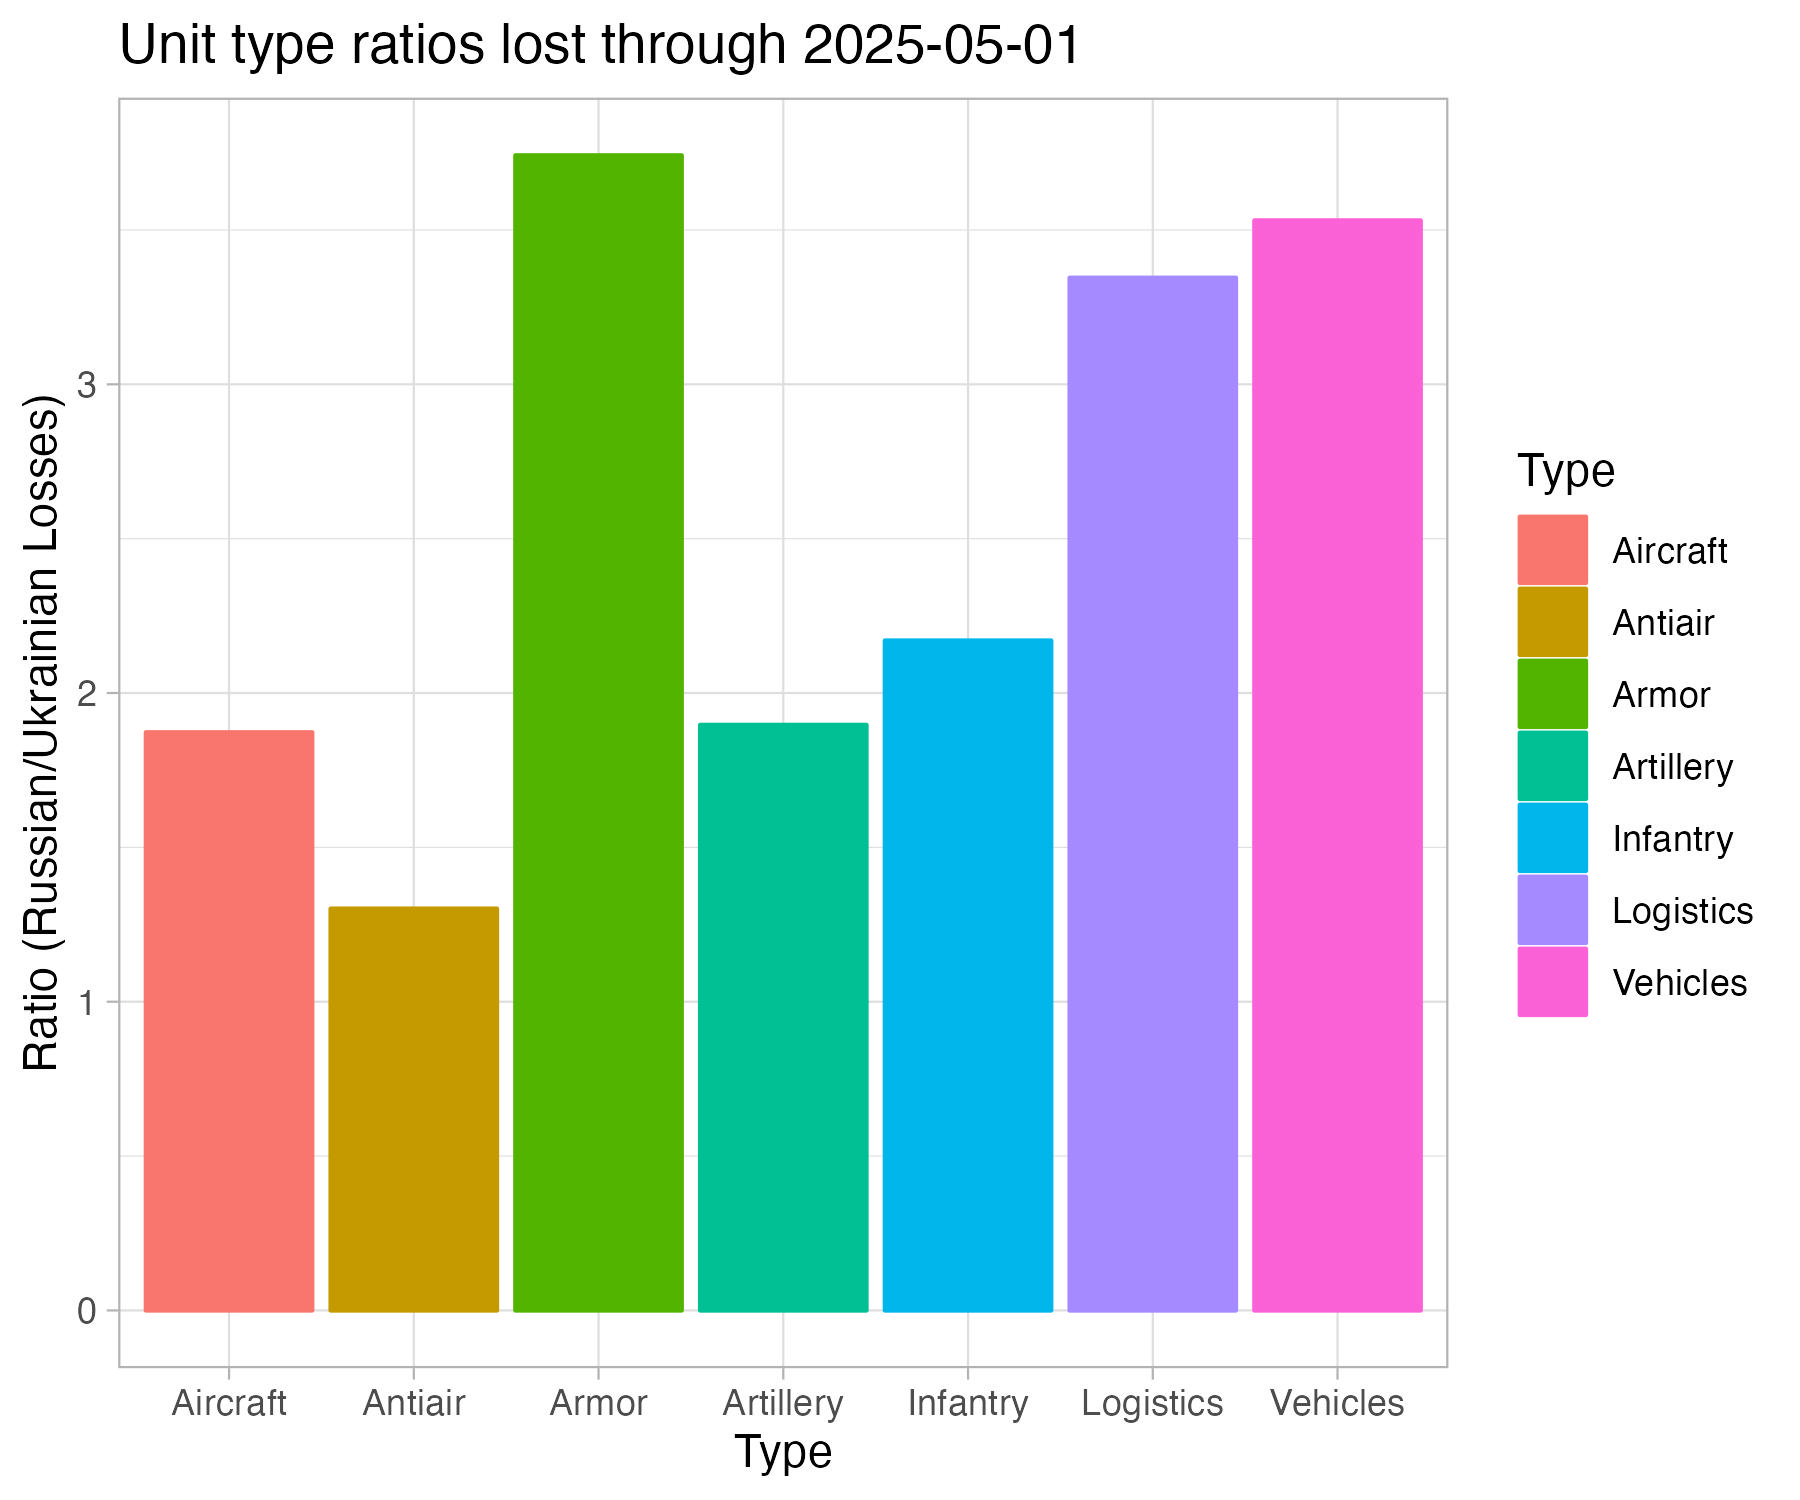 Unit type ratios lost through 2025-05-01
Ratio (Russian/Ukrainian Losses)
3
2
1
0
Aircraft Antiair Armor Artillery Infantry Logistics Vehicles
Type
Type
Aircraft
Antiair
Armor
Artillery
Infantry
Logistics
Vehicles